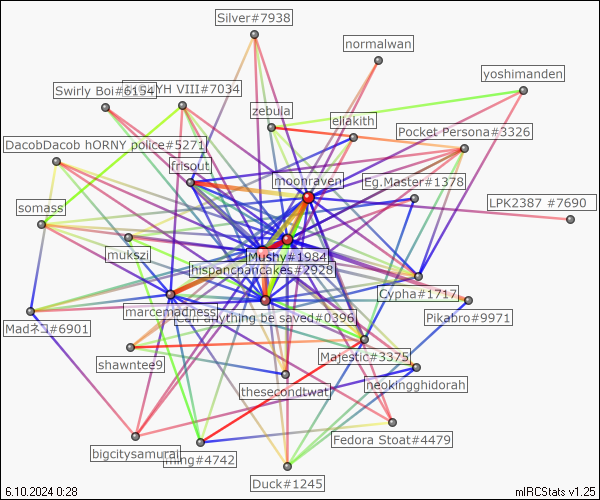 Silver#7938
normalwan
yoshimanden
Swirly Boi#6154
YH VIII#7034
zebula
eliakith
Pocket Persona#3326
DacobDacob hORNY police#5271
frisout
moonraven
Eg.Master#1378
LPK2387 #7690
somass
mukszi
Mushy#1984
hispancpancakes#2928
Cypha#1717
marcemadness
Can anything be saved#0396
Pikabro#9971
Madネコ#6901
Majestic#3375
shawntee9
thesecondtwat
neokingghidorah
Fedora Stoat#4479
bigcitysamurai
ming#4742
Duck#1245
6.10.2024 0:28
mIRCStats v1.25